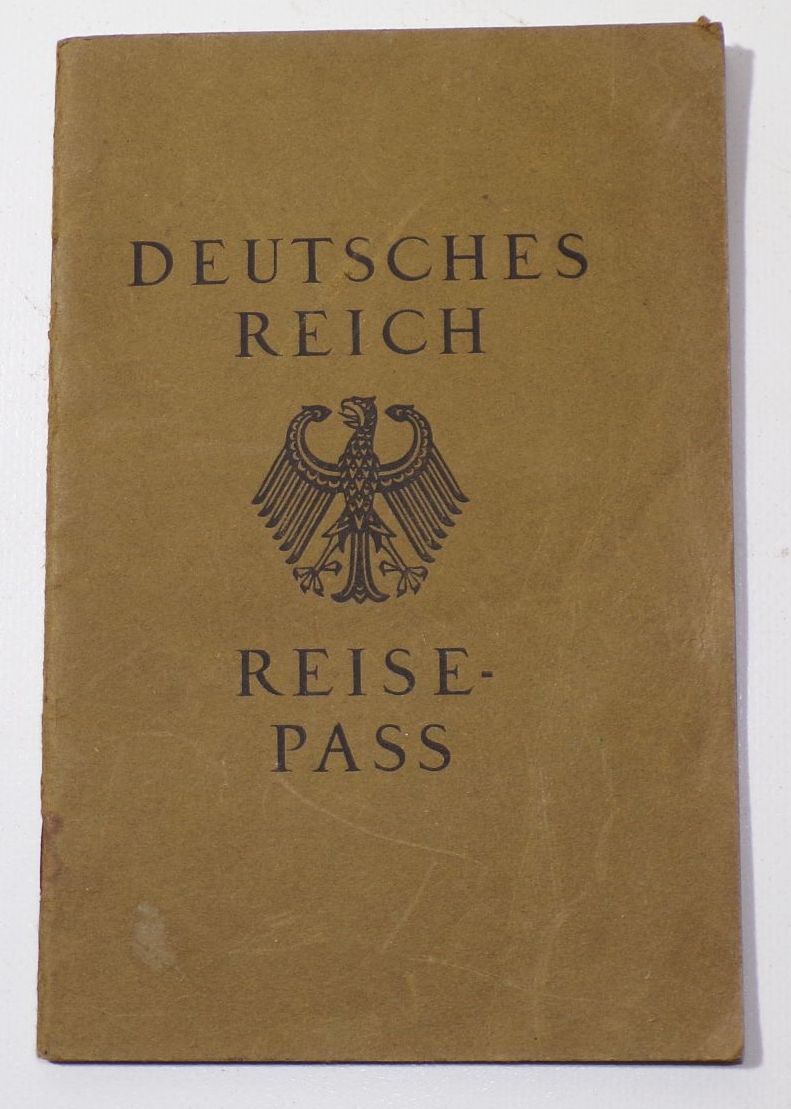 DEUTSCHES
REICH
REISE-
PASS